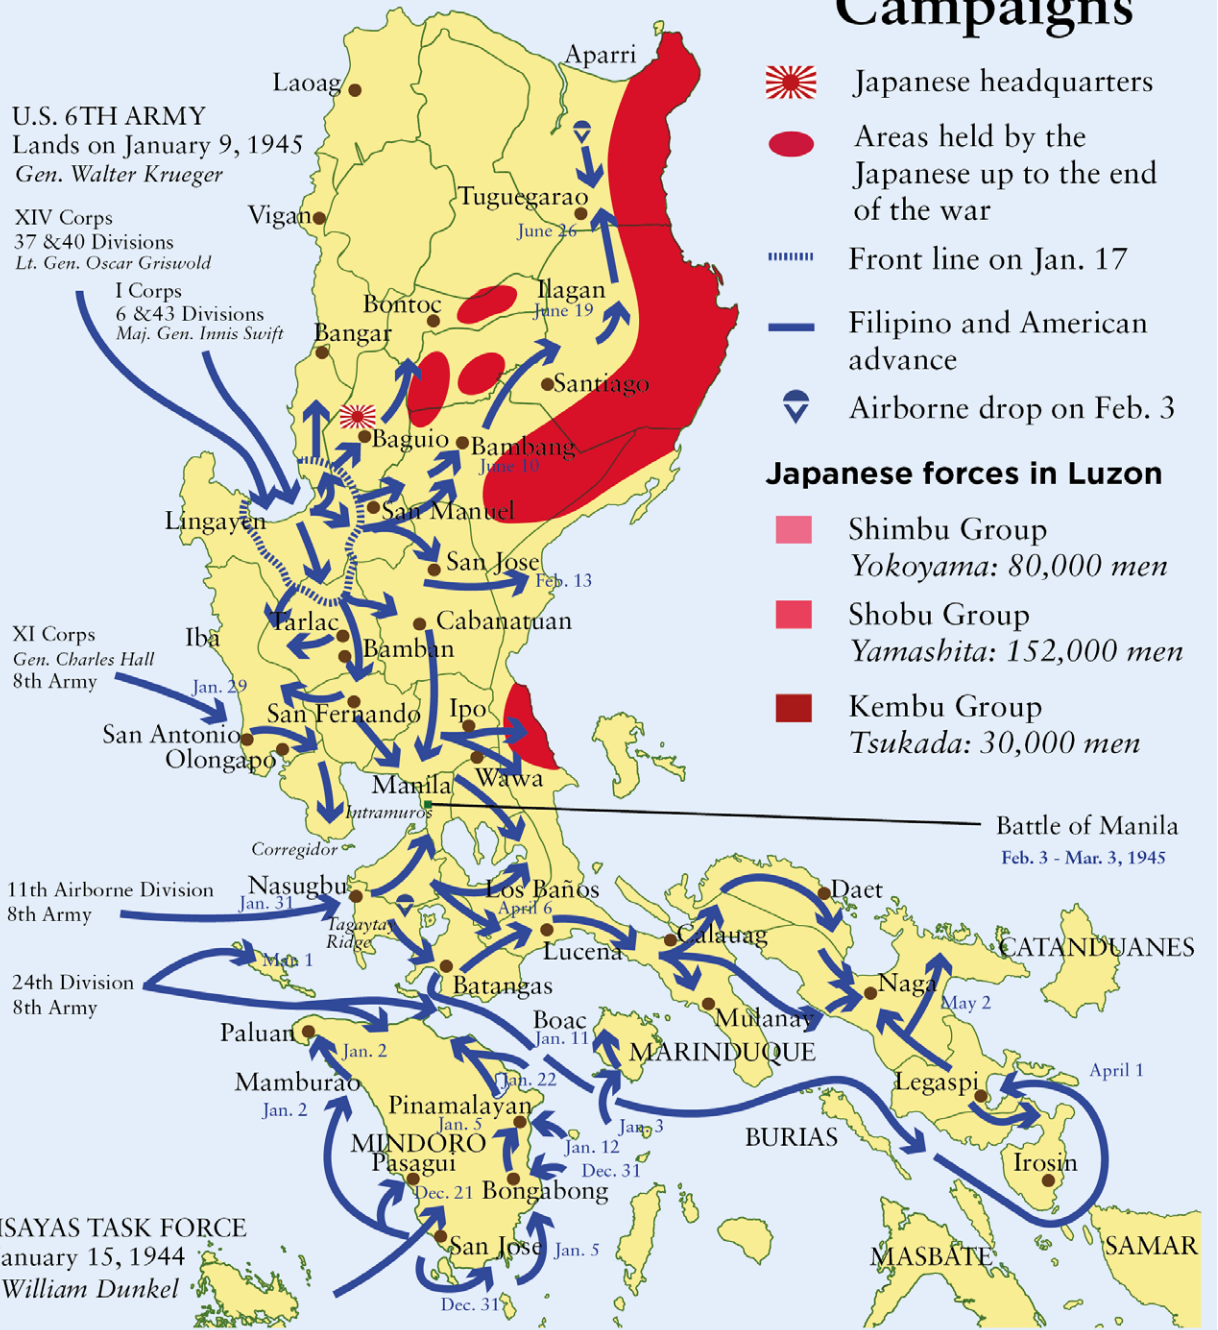 Campaigns
Japanese headquarters
Areas held by the
Japanese up to the end
of the war
Front line on Jan. 17
Filipino and American
advance
Airborne drop on Feb. 3
Japanese forces in Luzon
Shimbu Group
Yokoyama: 80,000 men
Shobu Group
Yamashita: 152,000 men
Kembu Group
Tsukada: 30,000 men
Aparri
Laoag
U.S. 6TH ARMY
Lands on January 9, 1945
Gen. Walter Krueger
XIV Corps
37 &40 Divisions
Lt. Gen. Oscar Griswold
I Corps
6 &43 Divisions
Maj. Gen. Innis Swift
Vigan
Tuguegarao
June 26
Ilagan
June 19
Bontoc
Bangar
Santiago
Baguio
Bambang
June 10
Lingayen
San Manuel
San Jose
Feb. 13
Tarlac
Cabanatuan
Iba
Bamban
XI Corps
Gen. Charles Hall
8th Army
Jan. 29
San Fernando
Ipo
San Antonio
Olongapo
Wawa
Manila
Intramuros
Battle of Manila
Feb. 3 - Mar. 3, 1945
Corregidor
11th Airborne Division
8th Army
Nasugbu
Jan. 31
Los Baños
April 6
Tagaytay
Ridge
Lucena
Calauag
Daet
CATANDUANES
24th Division
8th Army
Mar. 1
Batangas
Naga
May 2
Mulanay
Boac
Jan. 11
MARINDUQUE
Paluan
Jan. 2
Mamburao
Jan. 2
Jan. 22
Legaspi
April 1
Pinamalayan
Jan. 5
Jan. 3
Jan. 12
BURIAS
MINDORO
Pasagui
Dec. 31
Dec. 21
Bongabong
Irosin
ISAYAS TASK FORCE
anuary 15, 1944
William Dunkel
San Jose
Jan. 5
Dec. 31
MASBATE
SAMAR